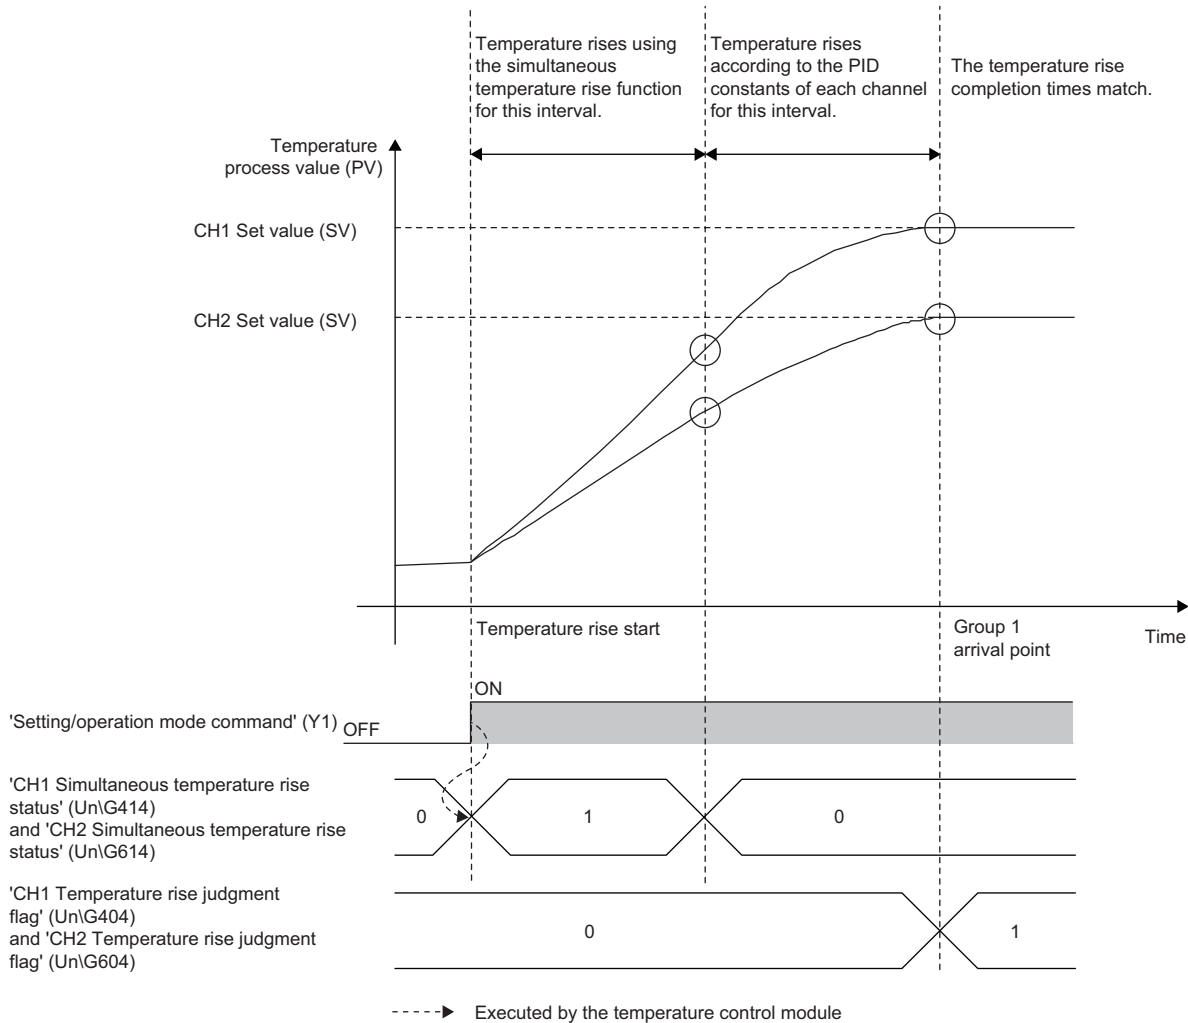 Temperature rises using
the simultaneous
temperature rise function
for this interval.
Temperature rises
according to the PID
constants of each channel
for this interval.
The temperature rise
completion times match.
Temperature
process value (PV)
CH1 Set value (SV)
CH2 Set value (SV)
Temperature rise start
Group 1
arrival point
Time
ON
'Setting/operation mode command' (Y1)
OFF
'CH1 Simultaneous temperature rise
status' (Un\G414)
and 'CH2 Simultaneous temperature rise
status' (Un\G614)
0
1
0
'CH1 Temperature rise judgment
flag' (Un\G404)
and 'CH2 Temperature rise judgment
flag' (Un\G604)
0
1
Executed by the temperature control module